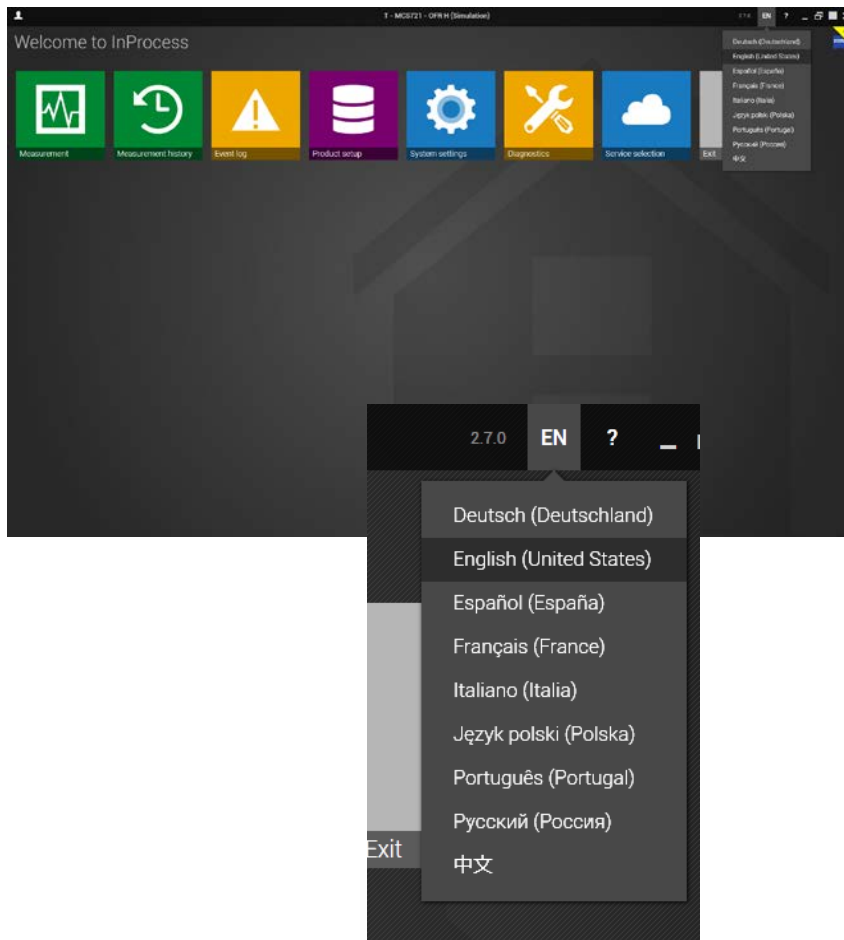 T - MCS721 - OFR H (Simulation)
EN ?
Welcome to InProcess
Measurement
Measurement history
Event log
Product setup
System settings
Diagnostics
Service selection
Exit
Deutsch (Deutschland)
English (United States)
Español (España)
Français (France)
Italiano (Italia)
Język polski (Polska)
Português (Portugal)
Русский (Россия)
中文
2.7.0 EN ?
Deutsch (Deutschland)
English (United States)
Español (España)
Français (France)
Italiano (Italia)
Język polski (Polska)
Português (Portugal)
Русский (Россия)
中文
Exit